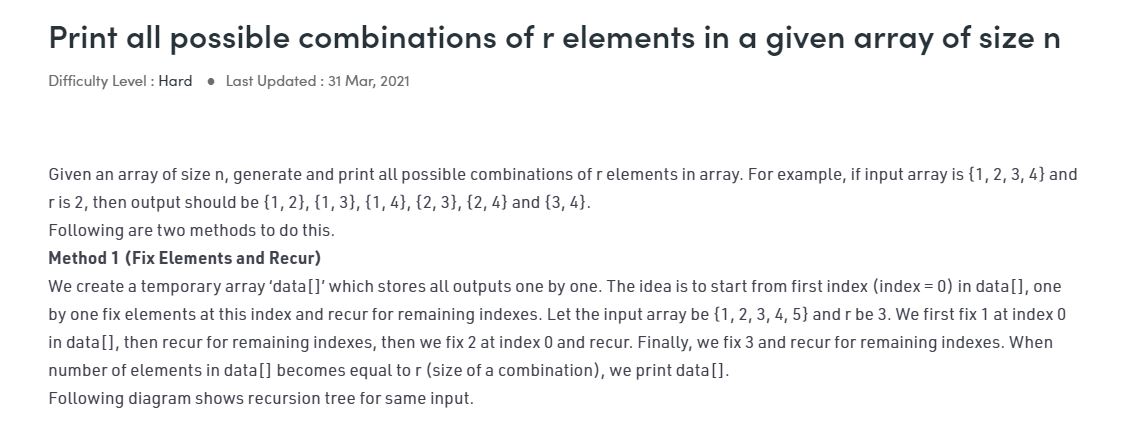 Print all possible combinations of r elements in a given array of size n
Difficulty Level : Hard ● Last Updated : 31 Mar, 2021
Given an array of size n, generate and print all possible combinations of r elements in array. For example, if input array is {1, 2, 3, 4} and
r is 2, then output should be {1, 2}, {1, 3}, {1, 4}, {2, 3}, {2, 4} and {3, 4}.
Following are two methods to do this.
Method 1 (Fix Elements and Recur)
We create a temporary array ‘data[]’ which stores all outputs one by one. The idea is to start from first index (index = 0) in data[], one
by one fix elements at this index and recur for remaining indexes. Let the input array be {1, 2, 3, 4, 5} and r be 3. We first fix 1 at index 0
in data[], then recur for remaining indexes, then we fix 2 at index 0 and recur. Finally, we fix 3 and recur for remaining indexes. When
number of elements in data[] becomes equal to r (size of a combination), we print data[].
Following diagram shows recursion tree for same input.